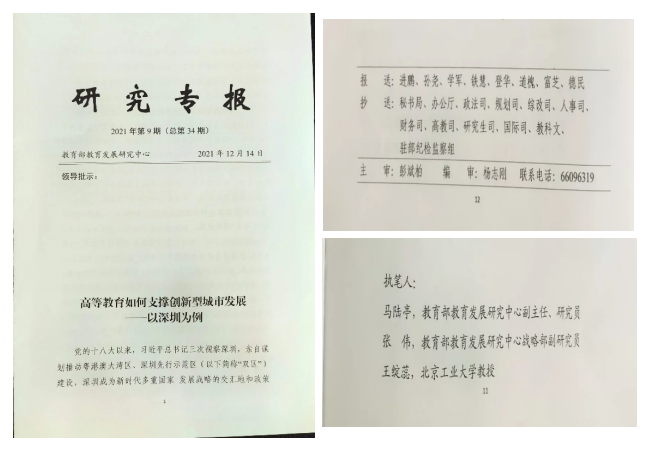 研究专报
2021年第9期（总第34期）
教育部教育发展研究中心 2021年12月14日
领导批示：
高等教育如何支撑创新型城市发展
——以深圳为例
党的十八大以来，习近平总书记三次视察深圳，亲自谋
划推动粤港澳大湾区、深圳先行示范区（以下简称“双区”）
建设，深圳成为新时代多重国家 发展战略的交汇地和政策
1
报 送：进鹏、孙尧、学军、铁慧、登华、道槐、富芝、德民
抄 送：秘书局、办公厅、政法司、规划司、综改司、人事司、
财务司、高教司、研究生司、国际司、教科文、
驻部纪检监察组
主 审：彭斌柏 编 审：杨志刚 联系电话：66096319
12
执笔人：
马陆亭，教育部教育发展研究中心副主任、研究员
张 伟，教育部教育发展研究中心战略部副研究员
王绽蕊，北京工业大学教授
11